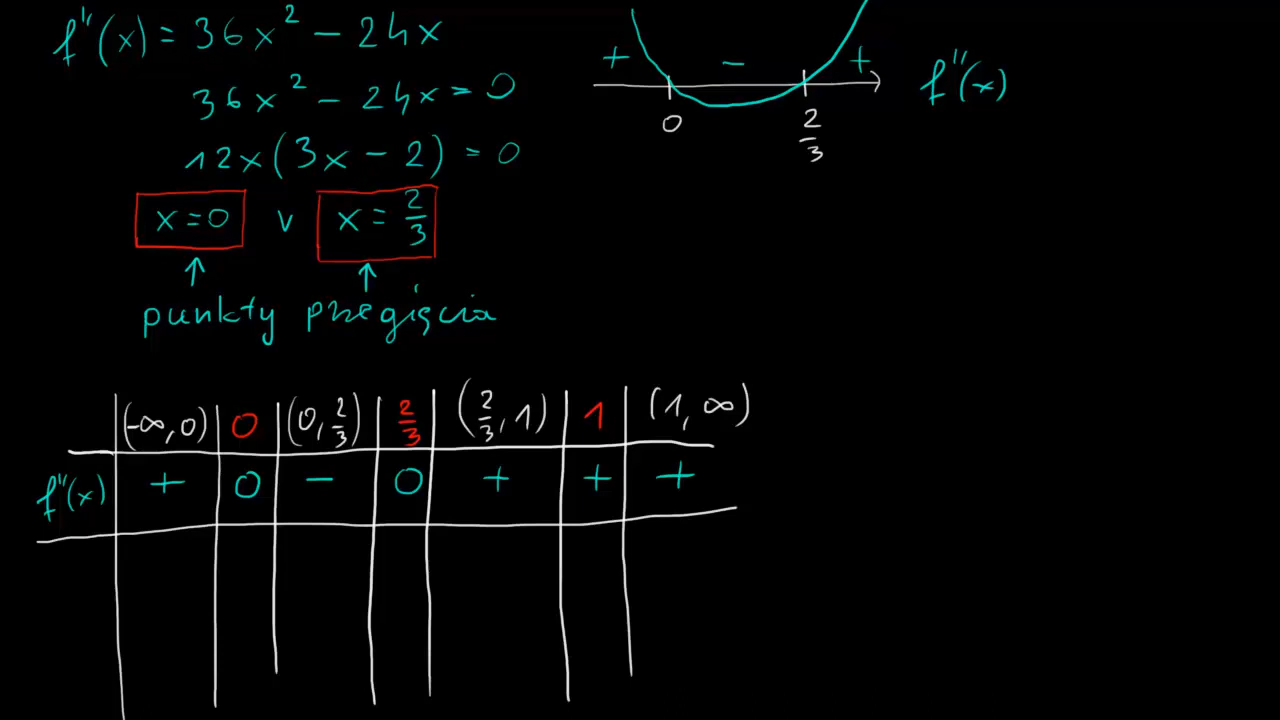 f''(x) = 36x² − 24x
36x² − 24x = 0
12x(3x − 2) = 0
x = 0 v x = 2/3
↑ ↑
punkty przegięcia
+ − + f''(x)
0 2/3
(-∞, 0) 0 (0, 2/3) 2/3 (2/3, 1) 1 (1, ∞)
f''(x) + 0 − 0 + + +